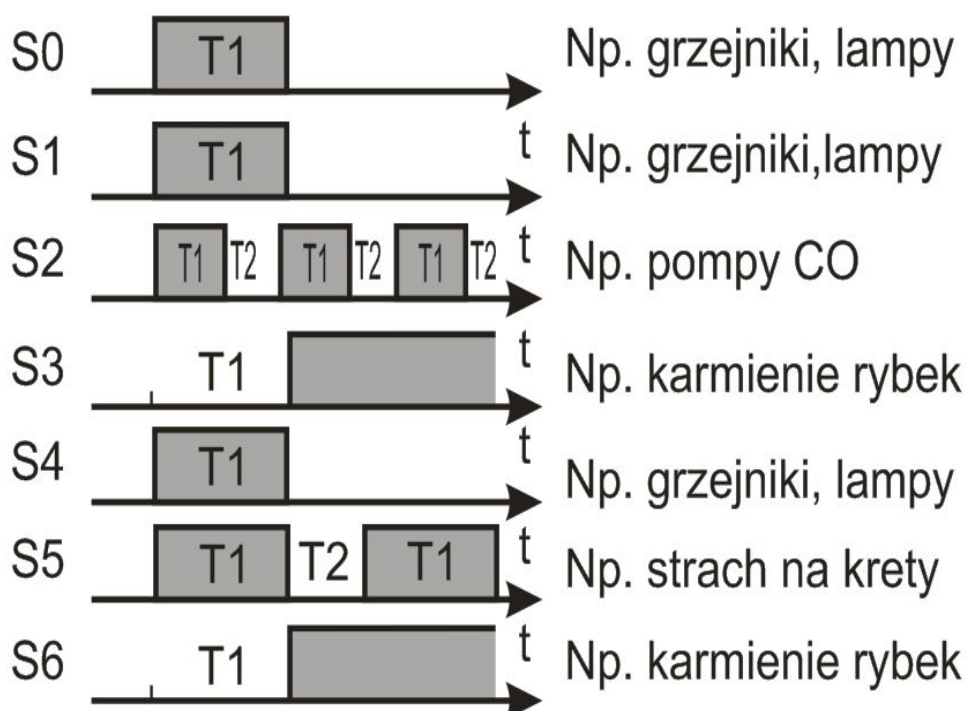 S0 T1 Np. grzejniki, lampy
t
S1 T1 Np. grzejniki,lampy
t
S2 T1 T2 T1 T2 T1 T2 Np. pompy CO
t
S3 T1 Np. karmienie rybek
t
S4 T1 Np. grzejniki, lampy
t
S5 T1 T2 T1 Np. strach na krety
t
S6 T1 Np. karmienie rybek